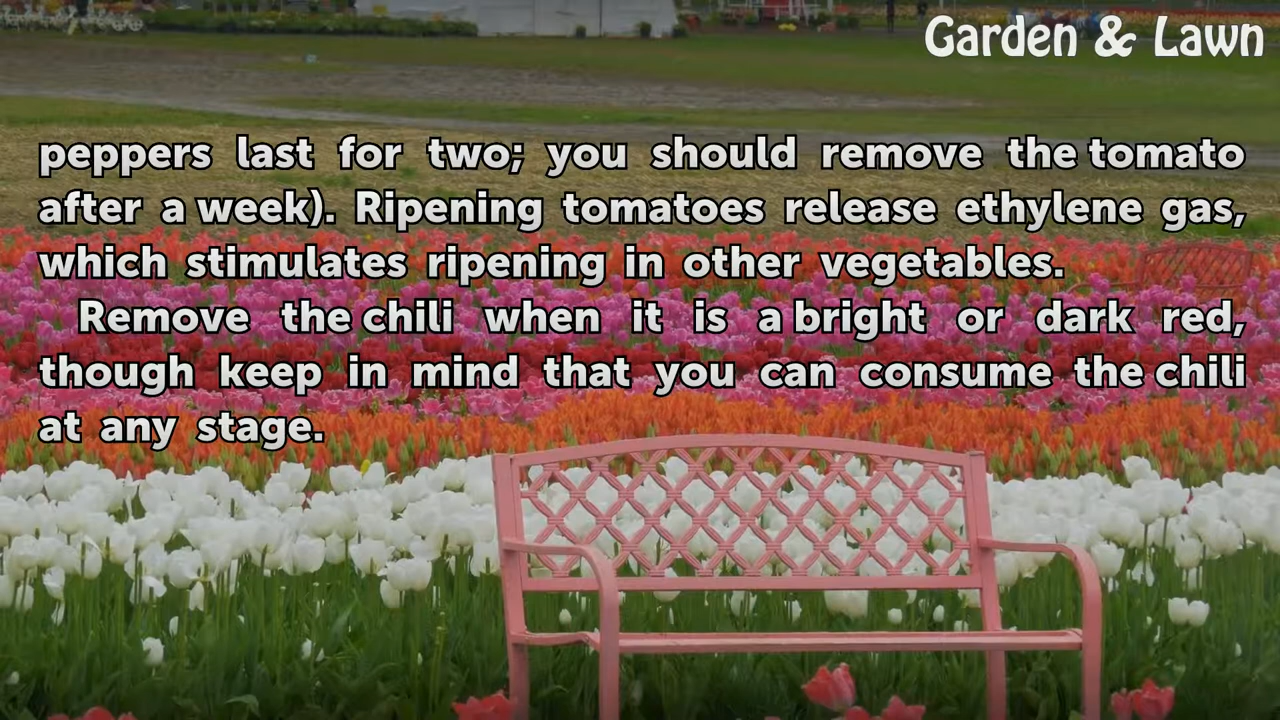 Garden & Lawn
peppers last for two; you should remove the tomato
after a week). Ripening tomatoes release ethylene gas,
which stimulates ripening in other vegetables.
Remove the chili when it is a bright or dark red,
though keep in mind that you can consume the chili
at any stage.